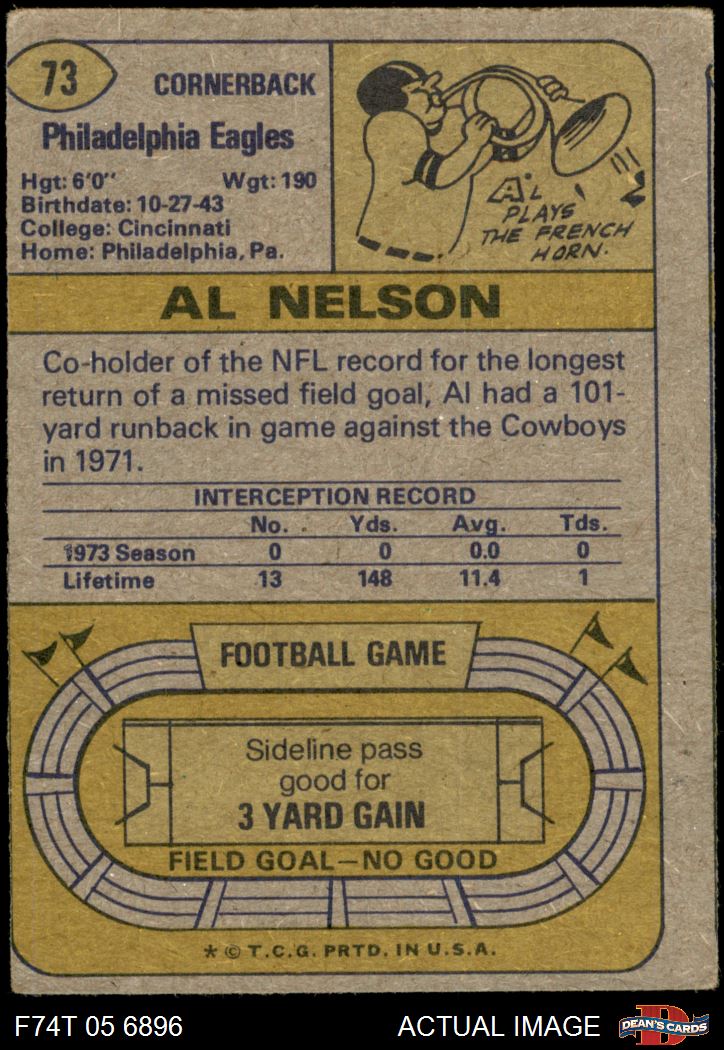 73
CORNERBACK
Philadelphia Eagles
Hgt: 6'0" Wgt: 190
Birthdate: 10-27-43
College: Cincinnati
Home: Philadelphia, Pa.
AL
PLAYS
THE FRENCH
HORN.
AL NELSON
Co-holder of the NFL record for the longest
return of a missed field goal, Al had a 101-
yard runback in game against the Cowboys
in 1971.
INTERCEPTION RECORD
No. Yds. Avg. Tds.
1973 Season 0 0 0.0 0
Lifetime 13 148 11.4 1
FOOTBALL GAME
Sideline pass
good for
3 YARD GAIN
FIELD GOAL—NO GOOD
* © T.C.G. PRTD. IN U.S.A.
F74T 05 6896 ACTUAL IMAGE
D
DEAN'S CARDS